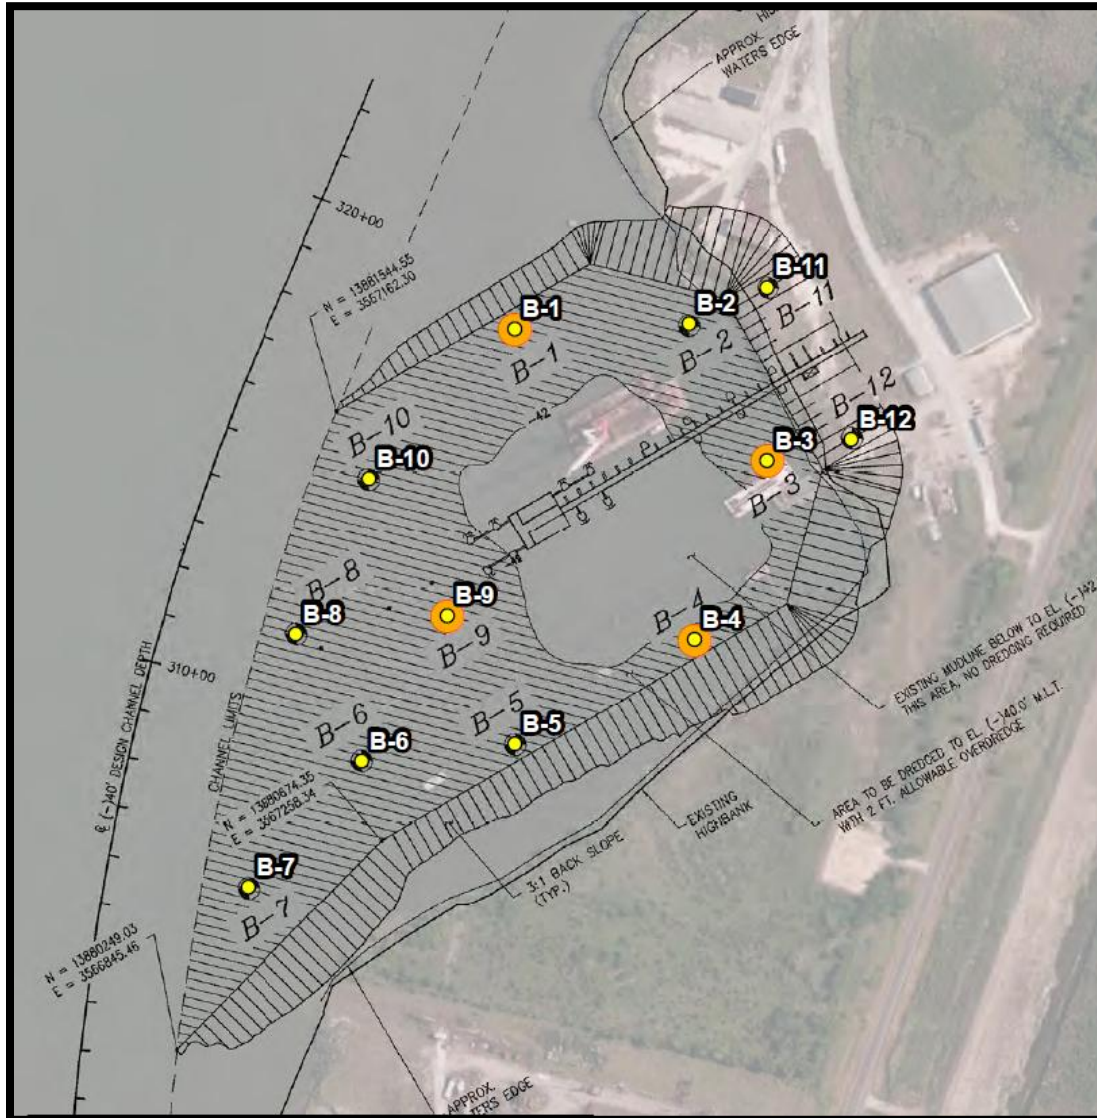 HIG
APPROX.
WATERS EDGE
320+00
N = 13881544.55
E = 3567162.30
B-11
B-11
B-2
B-2
B-1
B-1
-42
B-12
B-12
B-10
B-10
B-3
B-3
B-8
B-8
B-9
B-9
B-4
B-4
EXISTING MUDLINE BELOW TO EL. (-)42
THIS AREA, NO DREDGING REQUIRED
310+00
℄ (-)40' DESIGN CHANNEL DEPTH
CHANNEL LIMITS
B-6
B-6
B-5
B-5
AREA TO BE DREDGED TO EL. (-)40.0' M.L.T.
WITH 2 FT. ALLOWABLE OVERDREDGE
N = 13880674.35
E = 3567258.34
EXISTING
HIGHBANK
3:1 BACK SLOPE
(TYP.)
B-7
B-7
N = 13880249.03
E = 3566845.46
APPROX.
TERS EDGE